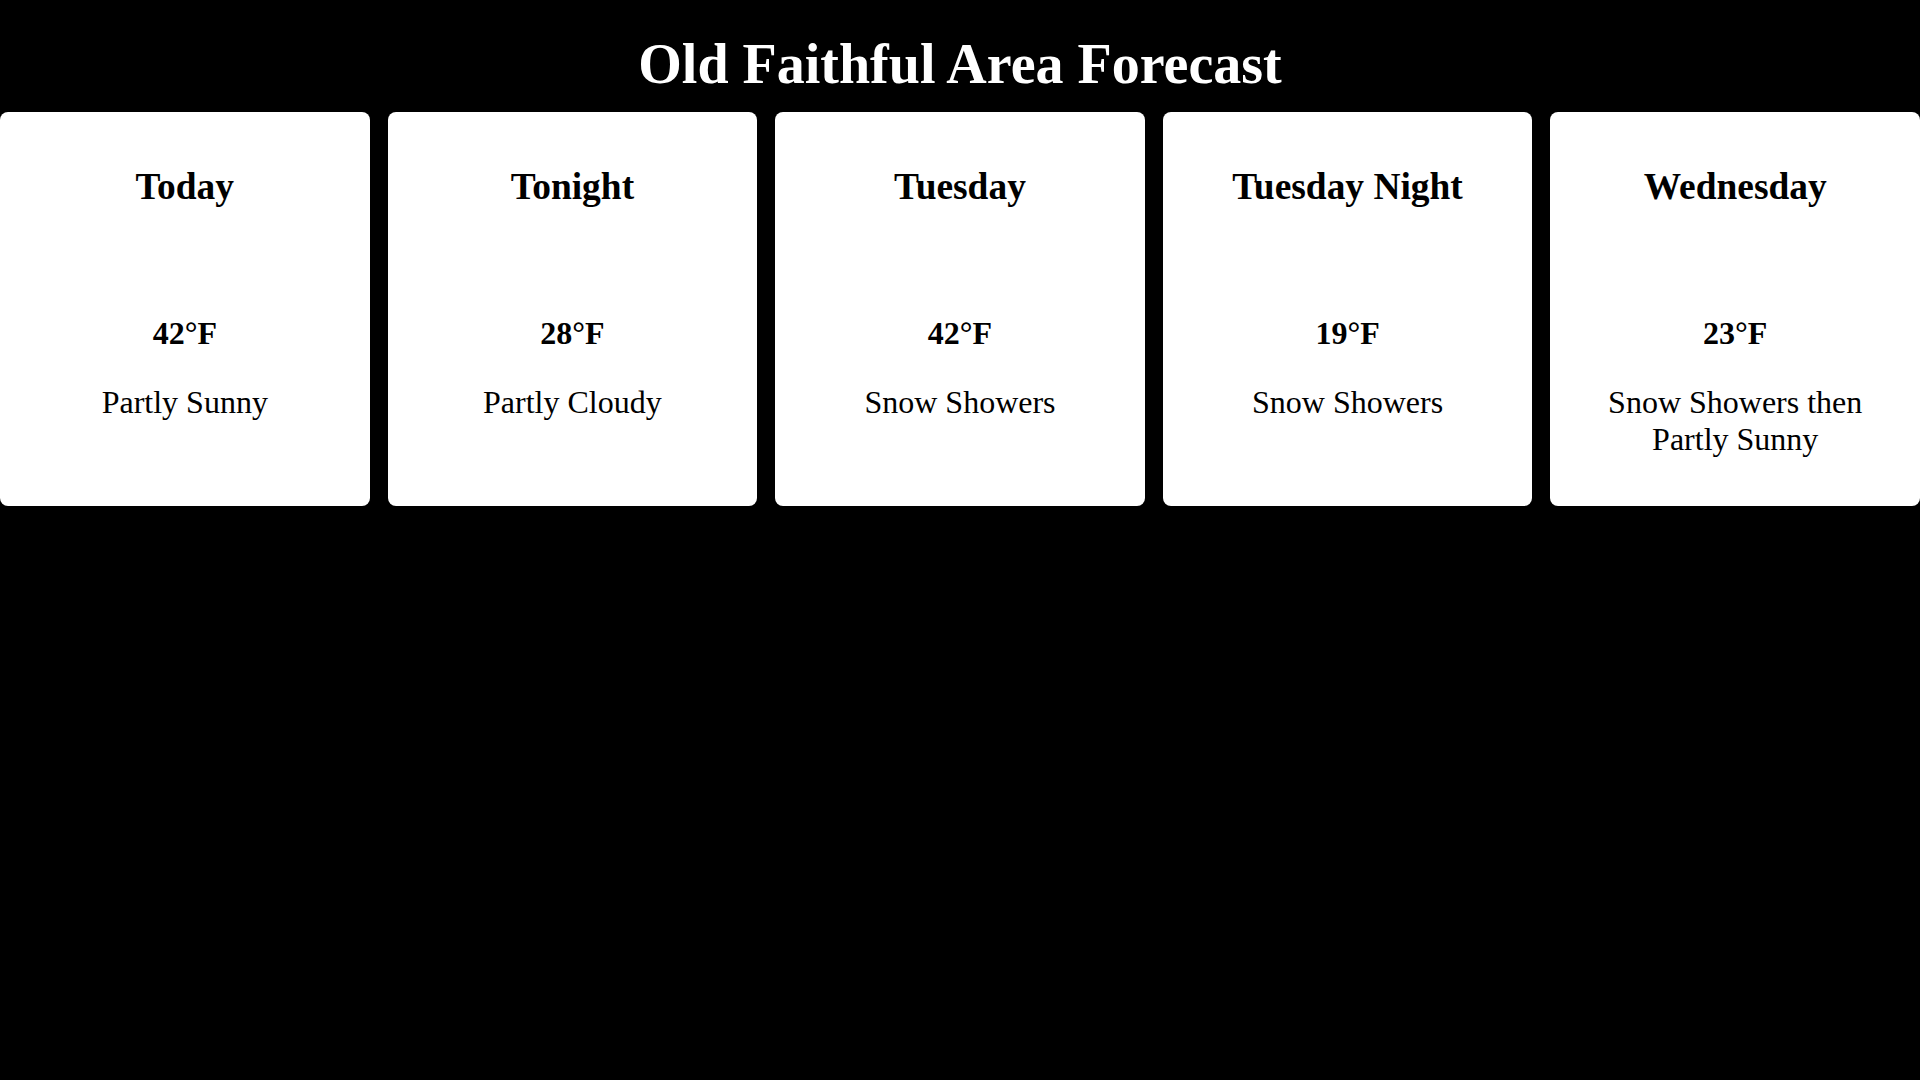 Old Faithful Area Forecast
Today
42°F
Partly Sunny
Tonight
28°F
Partly Cloudy
Tuesday
42°F
Snow Showers
Tuesday Night
19°F
Snow Showers
Wednesday
23°F
Snow Showers then
Partly Sunny